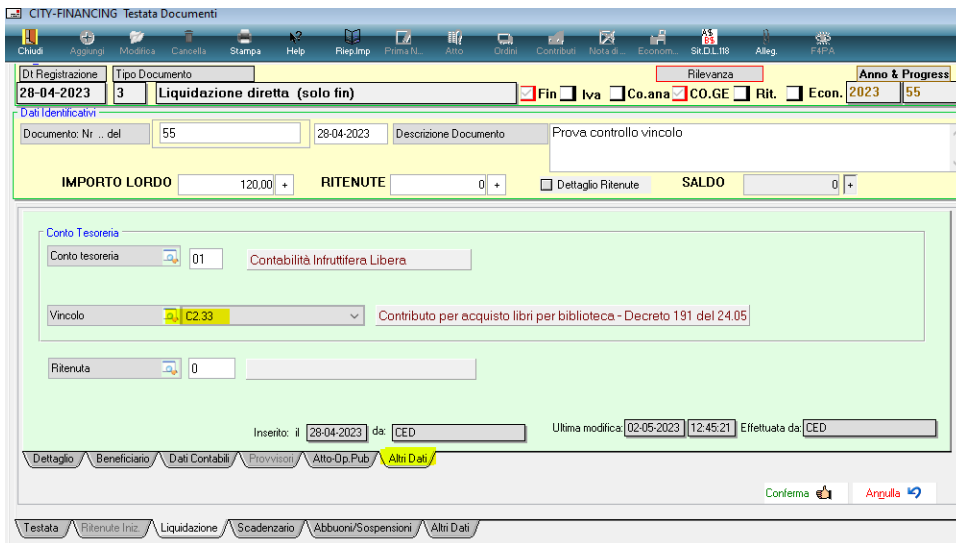 CITY-FINANCING Testata Documenti
Chiudi Aggiungi Modifica Cancella Stampa Help Riep.Imp Prima N... Atto Ordini Contributi Nota di... Econom... Sit.D.L.118 Alleg. F4PA
Dt Registrazione Tipo Documento Rilevanza Anno & Progress
28-04-2023 3 Liquidazione diretta (solo fin) Fin Iva Co.ana CO.GE Rit. Econ. 2023 55
Dati Identificativi
Documento: Nr .. del 55 28-04-2023 Descrizione Documento Prova controllo vincolo
IMPORTO LORDO 120,00 + RITENUTE 0 + Dettaglio Ritenute SALDO 0 +
Conto Tesoreria
Conto tesoreria 01 Contabilità Infruttifera Libera
Vincolo C2.33 Contributo per acquisto libri per biblioteca - Decreto 191 del 24.05
Ritenuta 0
Inserito: il 28-04-2023 da: CED Ultima modifica: 02-05-2023 12:45:21 Effettuata da: CED
Dettaglio Beneficiario Dati Contabili Provvisori Atto-Op.Pub Altri Dati
Conferma Annulla
Testata Ritenute Iniz. Liquidazione Scadenzario Abbuoni/Sospensioni Altri Dati